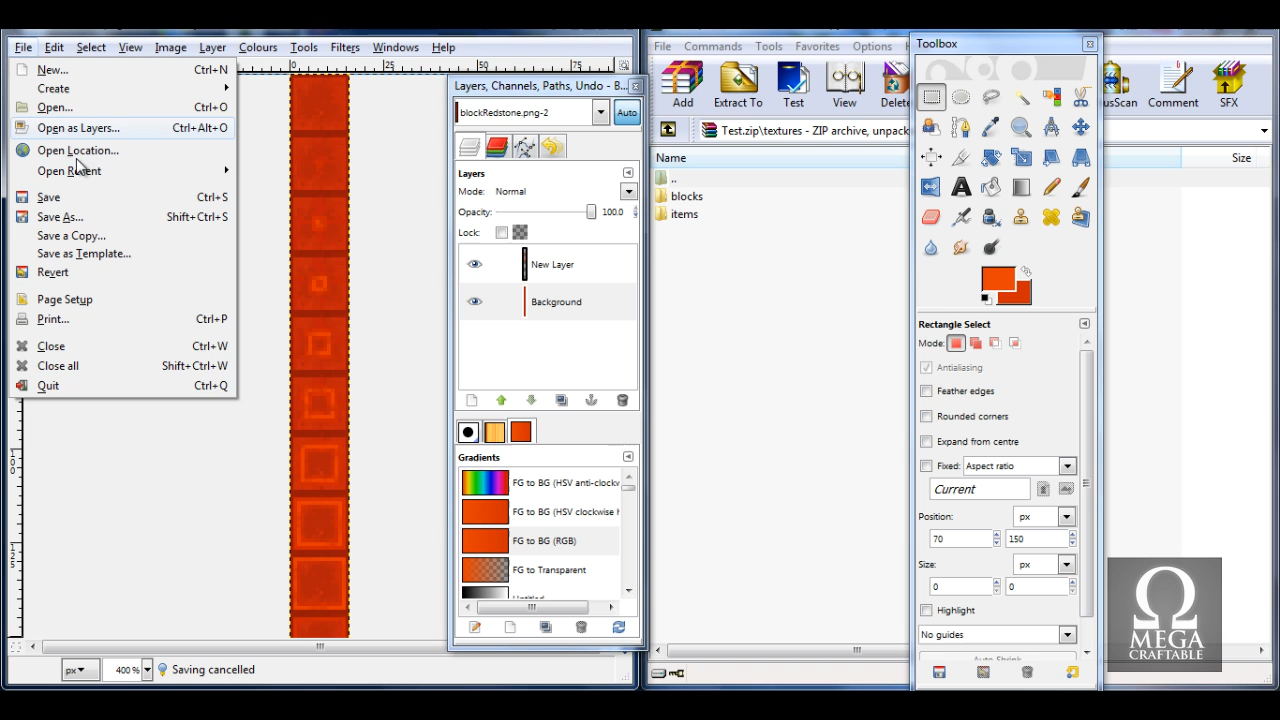 File Edit Select View Image Layer Colours Tools Filters Windows Help
New... Ctrl+N
Create
Open... Ctrl+O
Open as Layers... Ctrl+Alt+O
Open Location...
Open Recent
Save Ctrl+S
Save As... Shift+Ctrl+S
Save a Copy...
Save as Template...
Revert
Page Setup
Print... Ctrl+P
Close Ctrl+W
Close all Shift+Ctrl+W
Quit Ctrl+Q
25 50 75
100
125
px 400% Saving cancelled
Layers, Channels, Paths, Undo - B...
blockRedstone.png-2 Auto
Layers
Mode: Normal
Opacity: 100.0
Lock:
New Layer
Background
Gradients
FG to BG (HSV anti-clockw
FG to BG (HSV clockwise h
FG to BG (RGB)
FG to Transparent
File Commands Tools Favorites Options
Add Extract To Test View Delete Comment SFX
Test.zip\textures - ZIP archive, unpack
Name Size
..
blocks
items
Toolbox
Rectangle Select
Mode:
Antialiasing
Feather edges
Rounded corners
Expand from centre
Fixed: Aspect ratio
Current
Position: px
70 150
Size: px
0 0
Highlight
No guides
Auto Shrink
Ω
MEGA
CRAFTABLE